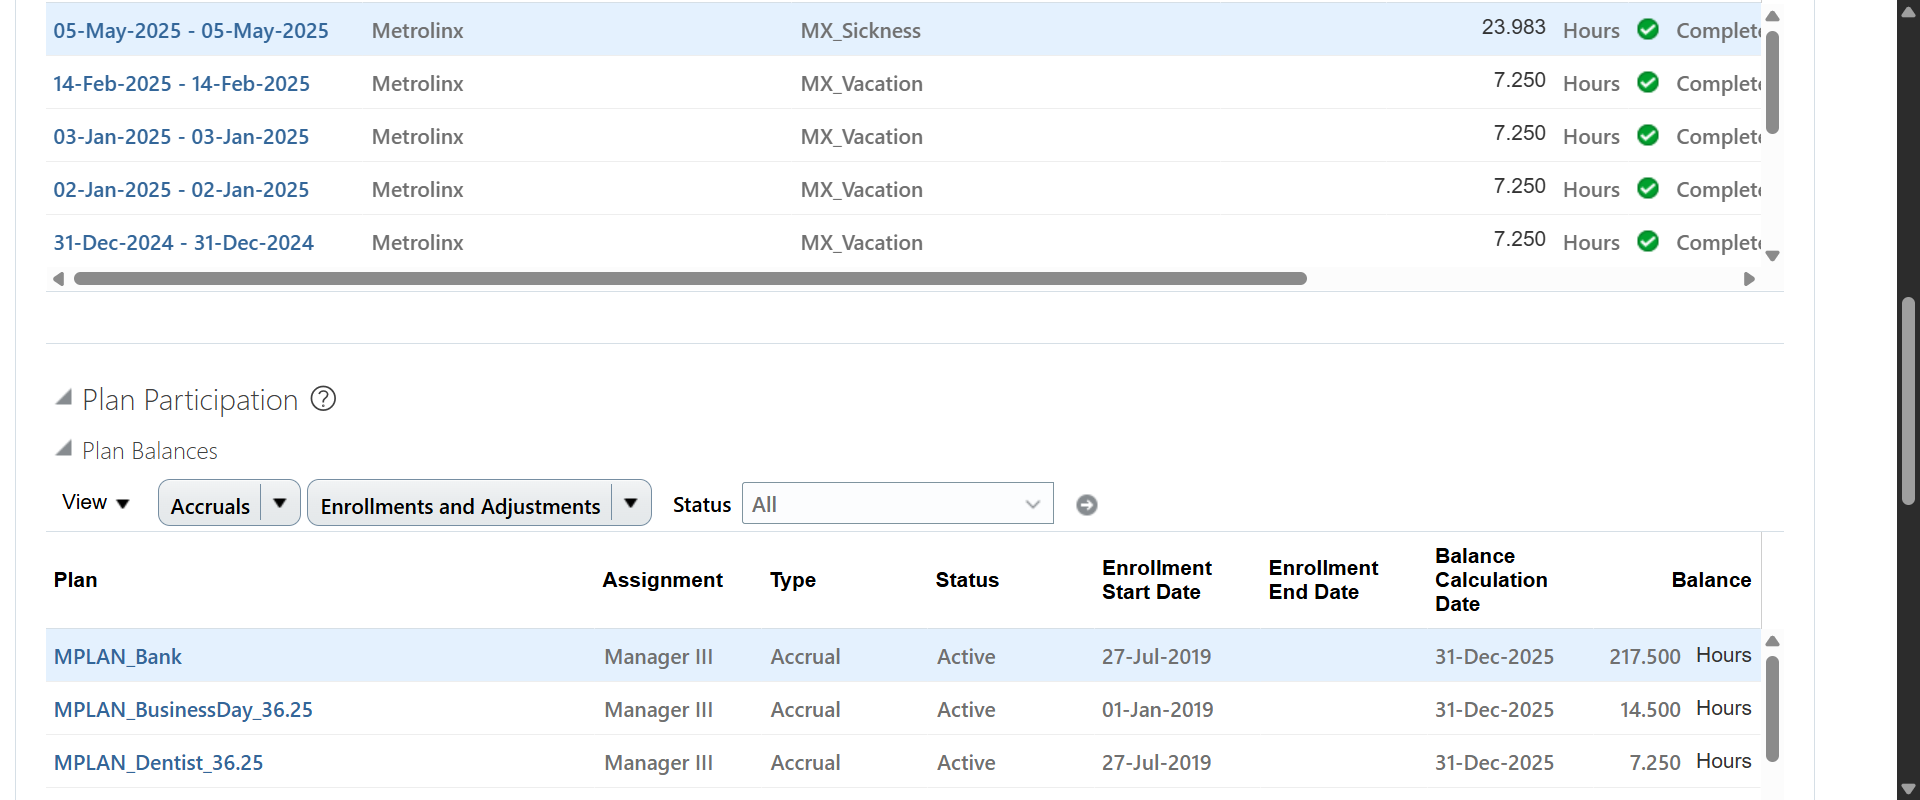 05-May-2025 - 05-May-2025 Metrolinx MX_Sickness 23.983 Hours Complet
14-Feb-2025 - 14-Feb-2025 Metrolinx MX_Vacation 7.250 Hours Complet
03-Jan-2025 - 03-Jan-2025 Metrolinx MX_Vacation 7.250 Hours Complet
02-Jan-2025 - 02-Jan-2025 Metrolinx MX_Vacation 7.250 Hours Complet
31-Dec-2024 - 31-Dec-2024 Metrolinx MX_Vacation 7.250 Hours Complet
Plan Participation ?
Plan Balances
View Accruals Enrollments and Adjustments Status All
Plan Assignment Type Status Enrollment Start Date Enrollment End Date Balance Calculation Date Balance
MPLAN_Bank Manager III Accrual Active 27-Jul-2019 31-Dec-2025 217.500 Hours
MPLAN_BusinessDay_36.25 Manager III Accrual Active 01-Jan-2019 31-Dec-2025 14.500 Hours
MPLAN_Dentist_36.25 Manager III Accrual Active 27-Jul-2019 31-Dec-2025 7.250 Hours